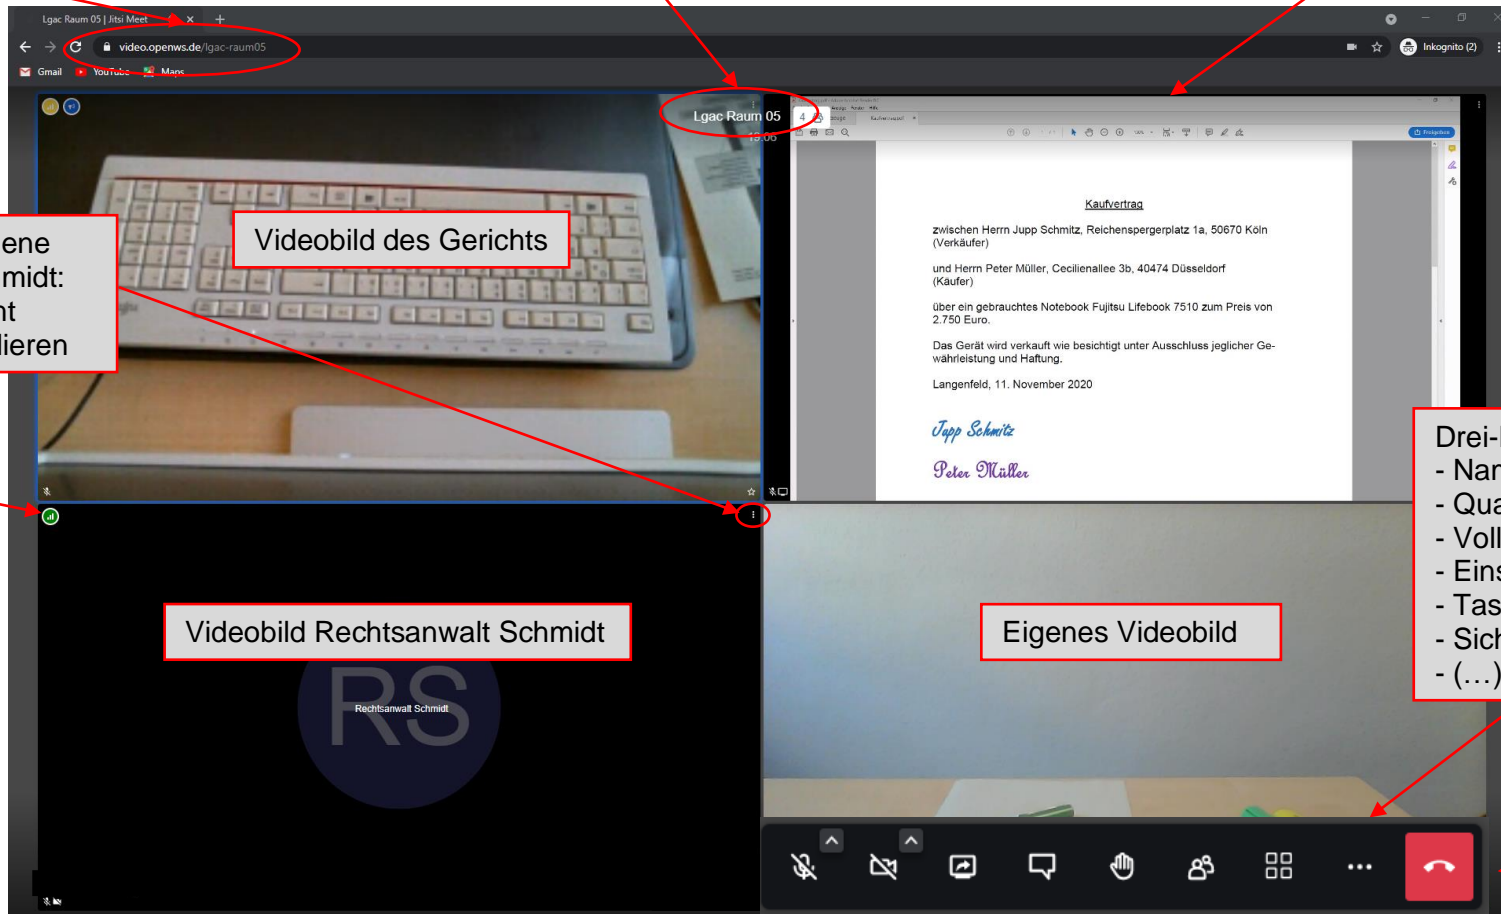 Lgac Raum 05 | Jitsi Meet
video.openws.de/lgac-raum05
Inkognito (2)
Gmail
YouTube
Maps
Lgac Raum 05
19:06
4
Kaufvertrag
zwischen Herrn Jupp Schmitz, Reichenspergerplatz 1a, 50670 Köln
(Verkäufer)
und Herrn Peter Müller, Cecilienallee 3b, 40474 Düsseldorf
(Käufer)
über ein gebrauchtes Notebook Fujitsu Lifebook 7510 zum Preis von
2.750 Euro.
Das Gerät wird verkauft wie besichtigt unter Ausschluss jeglicher Ge-
währleistung und Haftung.
Langenfeld, 11. November 2020
Jupp Schmitz
Peter Müller
Videobild des Gerichts
ene
midt:
nt
lieren
Drei-
- Nar
- Qua
- Voll
- Eins
- Tas
- Sich
- (...)
Videobild Rechtsanwalt Schmidt
RS
Rechtsanwalt Schmidt
Eigenes Videobild